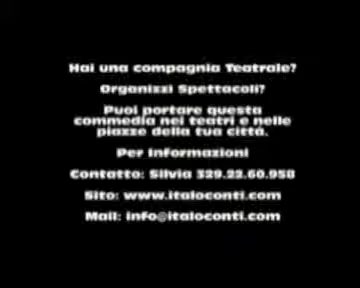 Hai una compagnia Teatrale?
Organizzi Spettacoli?
Puoi portare questa
commedia nei teatri e nelle
piazze della tua città.
Per Informazioni
Contatto: Silvia 329.22.60.958
Sito: www.italoconti.com
Mail: info@italoconti.com